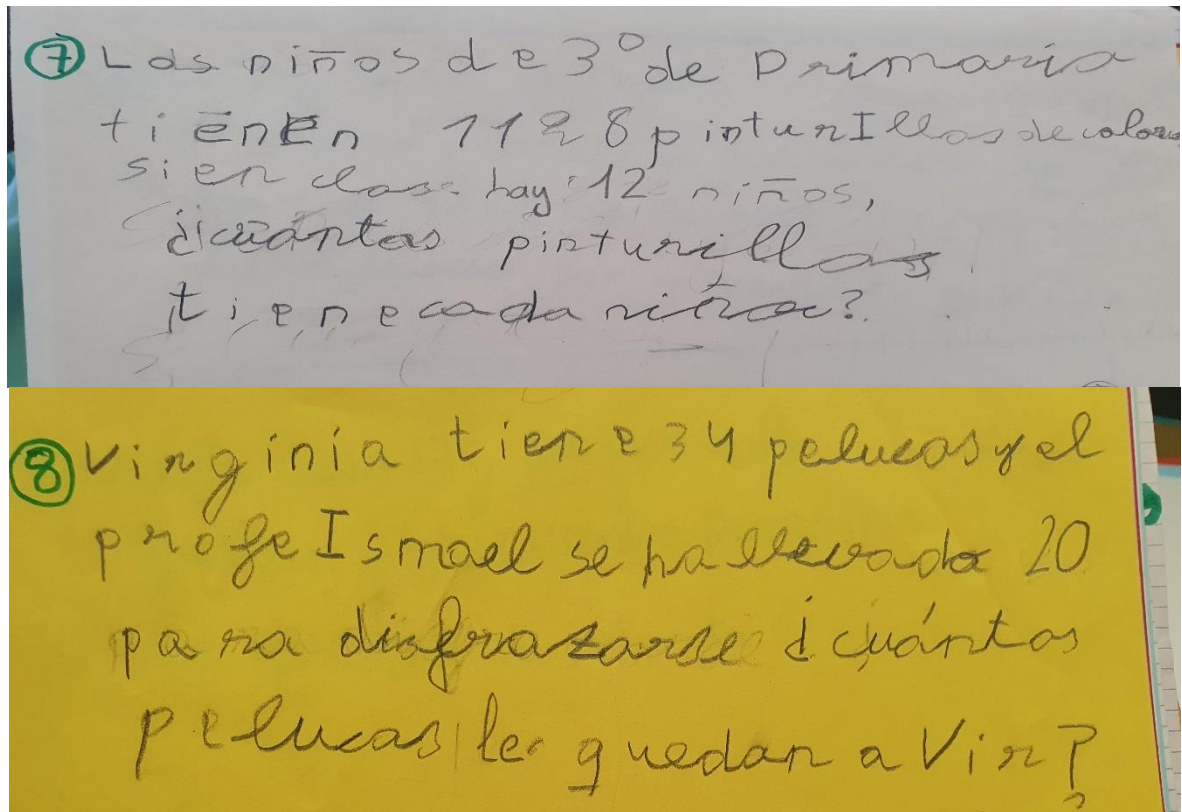 7 Los niños de 3º de Primaria
tienen 1128 pinturillas de colores
si en clase hay 12 niños,
¿cuántas pinturillas
tiene cada niño?
8 Virginia tiene 34 pelucas y el
profe Ismael se ha llevado 20
para disfrazarse ¿cuántas
pelucas le quedan a Vir?